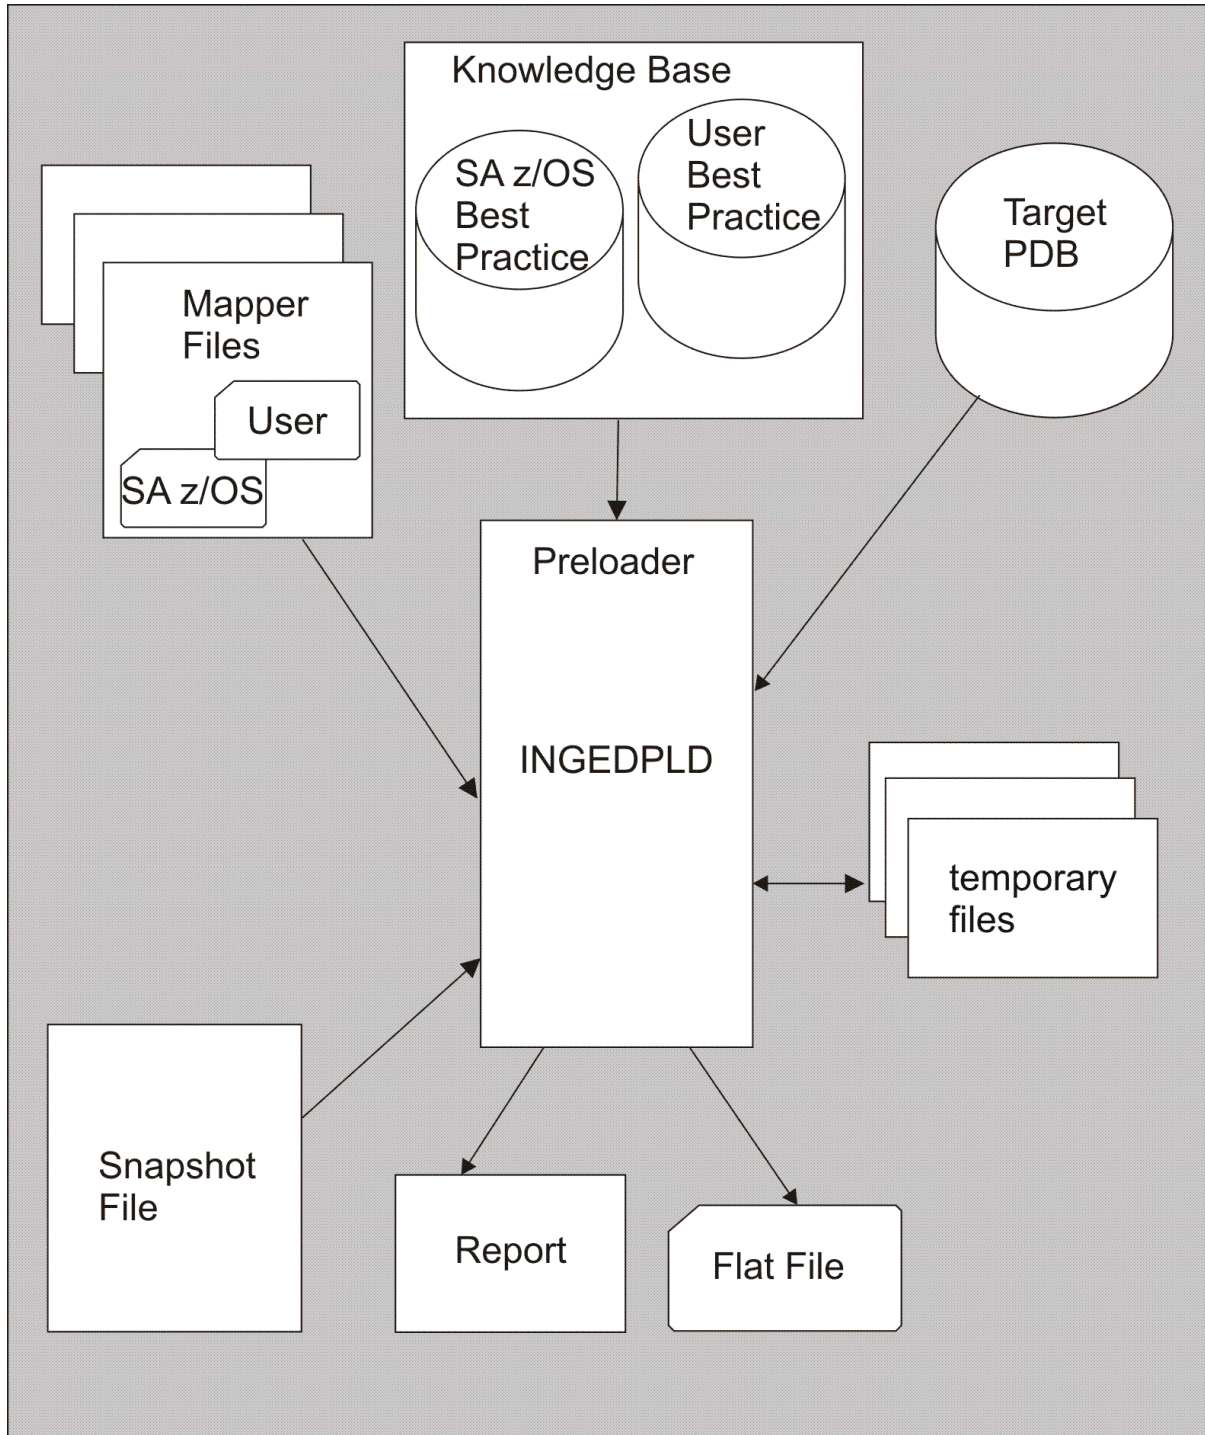 Knowledge Base
SA z/OS
Best
Practice
User
Best
Practice
Target
PDB
Mapper
Files
User
SA z/OS
Preloader
INGEDPLD
temporary
files
Snapshot
File
Report
Flat File